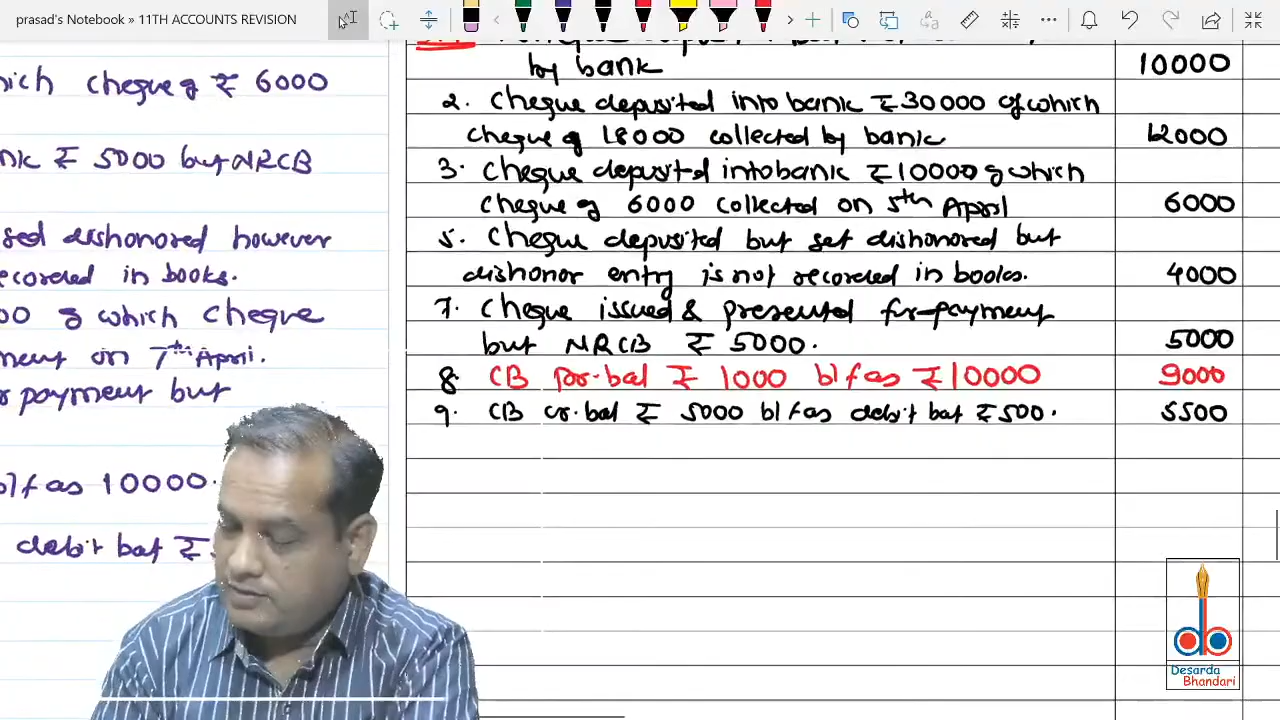 prasad's Notebook » 11TH ACCOUNTS REVISION
hich cheque of ₹ 6000
nk ₹ 5000 but NRCB
sed dishonored however
recorded in books.
00 of which cheque
ment on 7th April.
r payment but
b/f as 10000.
debit bal ₹
by bank 10000
2. Cheque deposited into bank ₹30000 of which
cheque of 18000 collected by bank 12000
3. Cheque deposited into bank ₹10000 of which
cheque of 6000 collected on 5th April 6000
5. Cheque deposited but get dishonored but
dishonor entry is not recorded in books. 4000
7. Cheque issued & presented for payment
but NRCB ₹ 5000. 5000
8. CB Dr. bal ₹ 1000 b/f as ₹10000 9000
9. CB cr. bal ₹ 5000 b/f as debit bal ₹500. 5500
Desarda
Bhandari